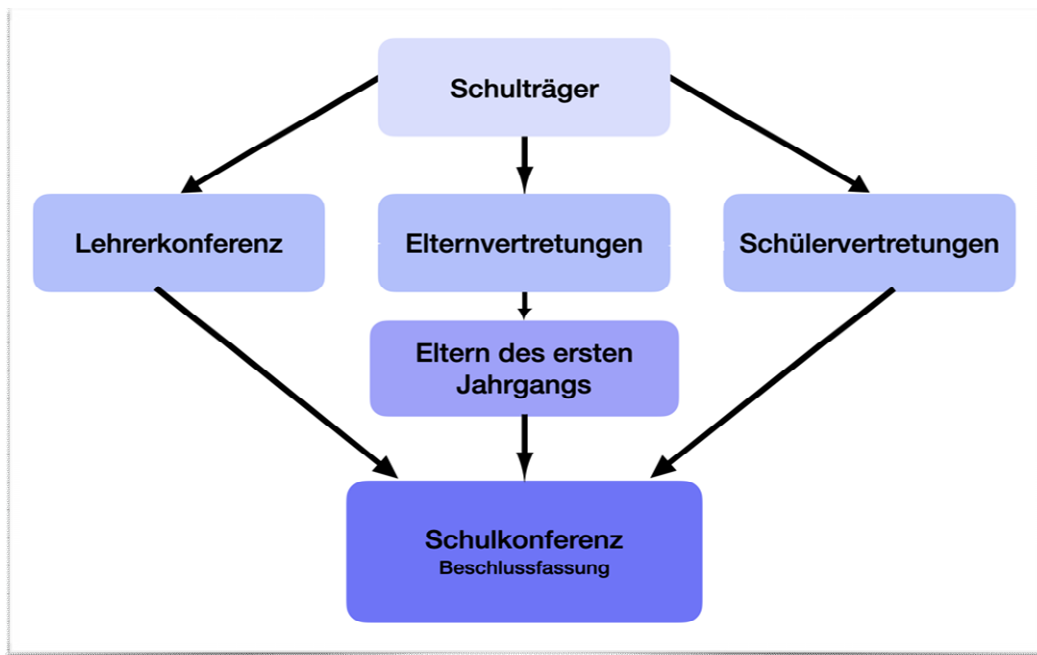 Schulträger
Lehrerkonferenz
Elternvertretungen
Schülervertretungen
Eltern des ersten
Jahrgangs
Schulkonferenz
Beschlussfassung